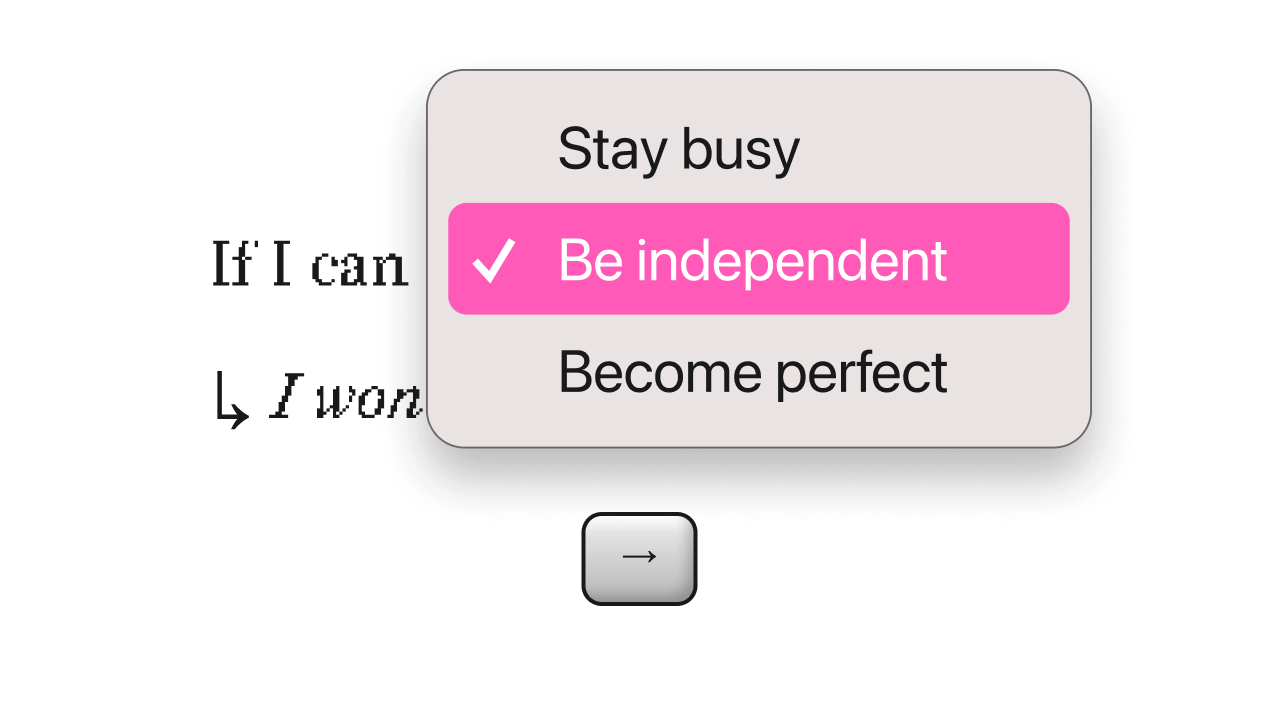 Stay busy
If I can
Be independent
Become perfect
↳ I won
→